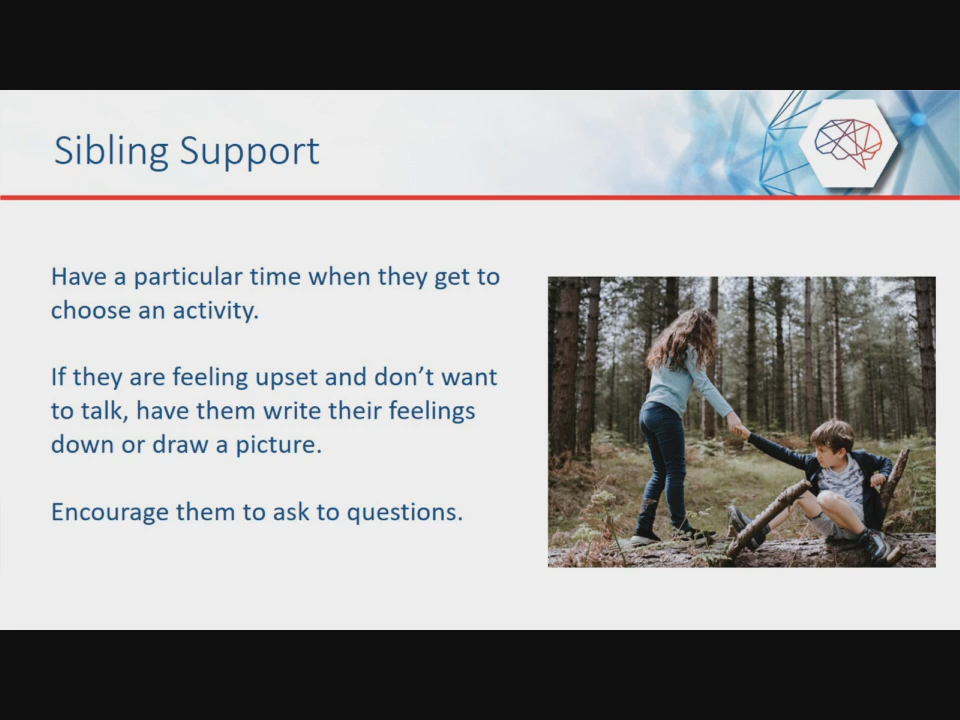 Sibling Support
Have a particular time when they get to
choose an activity.
If they are feeling upset and don’t want
to talk, have them write their feelings
down or draw a picture.
Encourage them to ask to questions.